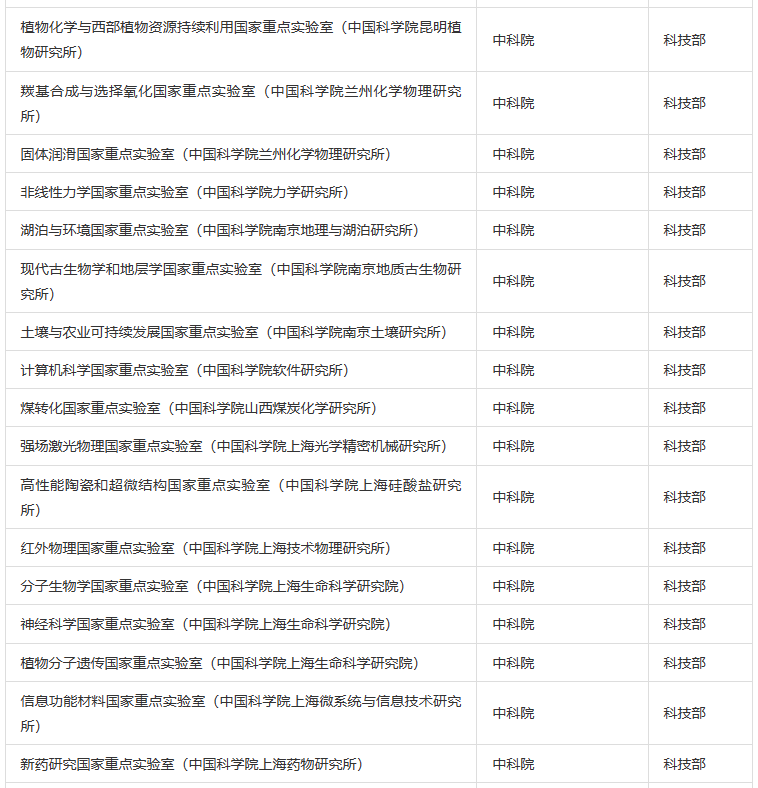 植物化学与西部植物资源持续利用国家重点实验室（中国科学院昆明植
物研究所）
中科院
科技部
羰基合成与选择氧化国家重点实验室（中国科学院兰州化学物理研究
所）
中科院
科技部
固体润滑国家重点实验室（中国科学院兰州化学物理研究所）
中科院
科技部
非线性力学国家重点实验室（中国科学院力学研究所）
中科院
科技部
湖泊与环境国家重点实验室（中国科学院南京地理与湖泊研究所）
中科院
科技部
现代古生物学和地层学国家重点实验室（中国科学院南京地质古生物研
究所）
中科院
科技部
土壤与农业可持续发展国家重点实验室（中国科学院南京土壤研究所）
中科院
科技部
计算机科学国家重点实验室（中国科学院软件研究所）
中科院
科技部
煤转化国家重点实验室（中国科学院山西煤炭化学研究所）
中科院
科技部
强场激光物理国家重点实验室（中国科学院上海光学精密机械研究所）
中科院
科技部
高性能陶瓷和超微结构国家重点实验室（中国科学院上海硅酸盐研究
所）
中科院
科技部
红外物理国家重点实验室（中国科学院上海技术物理研究所）
中科院
科技部
分子生物学国家重点实验室（中国科学院上海生命科学研究院）
中科院
科技部
神经科学国家重点实验室（中国科学院上海生命科学研究院）
中科院
科技部
植物分子遗传国家重点实验室（中国科学院上海生命科学研究院）
中科院
科技部
信息功能材料国家重点实验室（中国科学院上海微系统与信息技术研究
所）
中科院
科技部
新药研究国家重点实验室（中国科学院上海药物研究所）
中科院
科技部